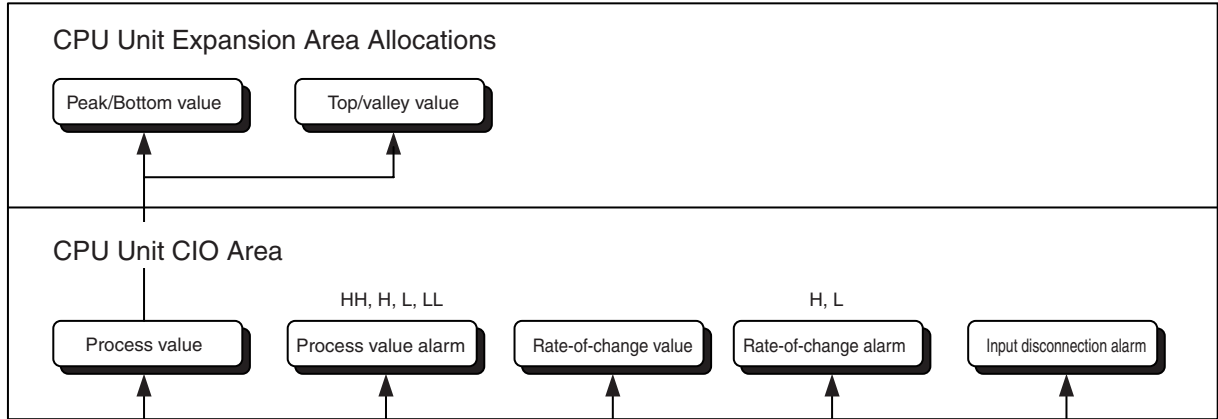 CPU Unit Expansion Area Allocations
Peak/Bottom value
Top/valley value
CPU Unit CIO Area
HH, H, L, LL
H, L
Process value
Process value alarm
Rate-of-change value
Rate-of-change alarm
Input disconnection alarm